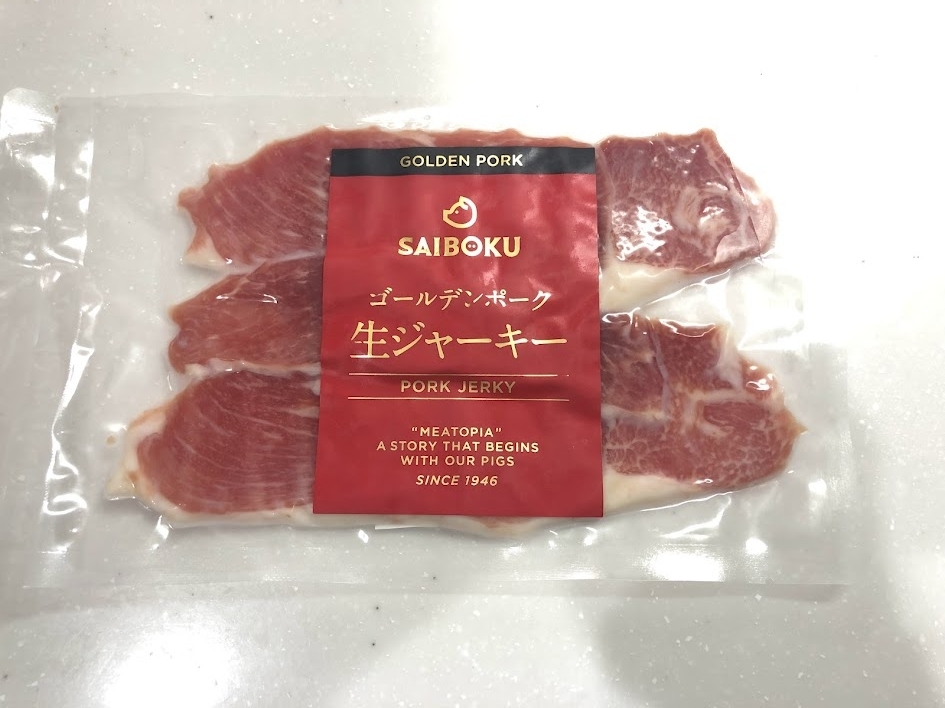 GOLDEN PORK
SAIBOKU
ゴールデンポーク
生ジャーキー
PORK JERKY
"MEATOPIA"
A STORY THAT BEGINS
WITH OUR PIGS
SINCE 1946